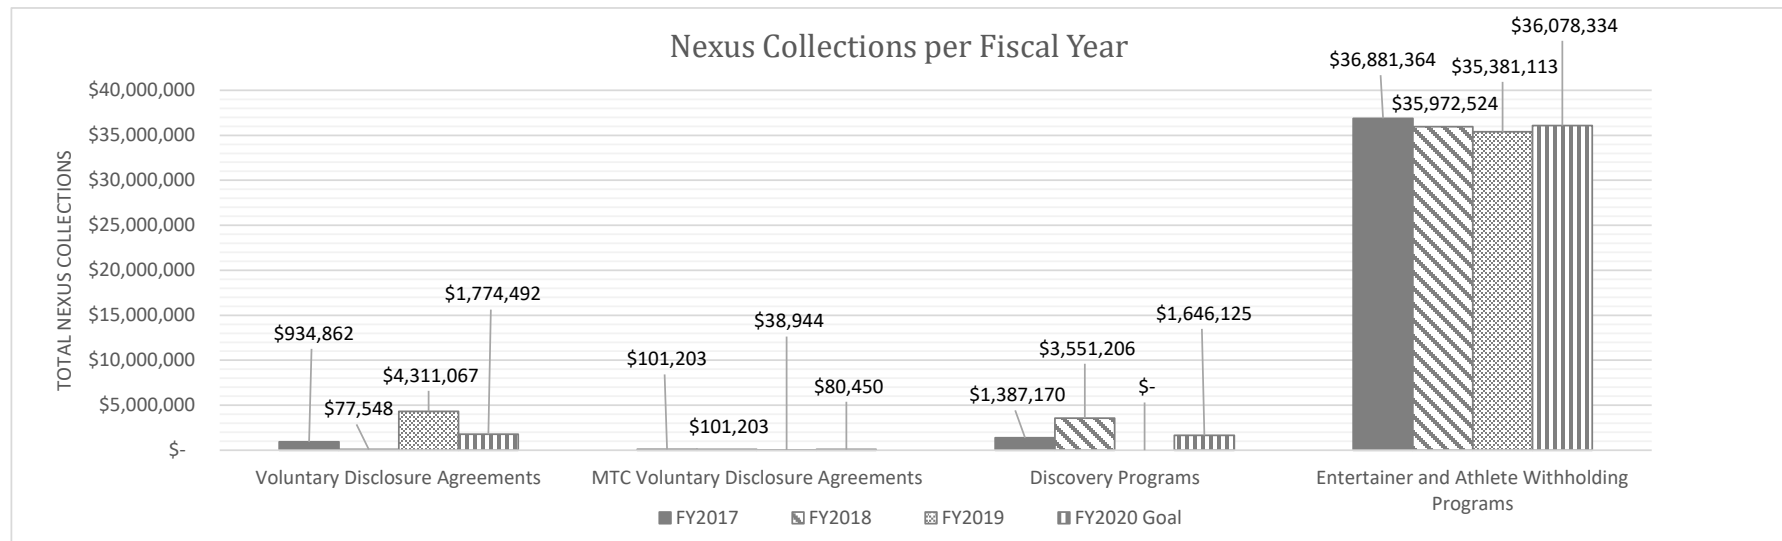 Nexus Collections per Fiscal Year
TOTAL NEXUS COLLECTIONS
$40,000,000
$35,000,000
$30,000,000
$25,000,000
$20,000,000
$15,000,000
$10,000,000
$5,000,000
$-
$934,862
$77,548
$4,311,067
$1,774,492
$101,203
$101,203
$38,944
$80,450
$1,387,170
$3,551,206
$-
$1,646,125
$36,881,364
$35,972,524
$35,381,113
$36,078,334
Voluntary Disclosure Agreements
MTC Voluntary Disclosure Agreements
Discovery Programs
Entertainer and Athlete Withholding
Programs
FY2017
FY2018
FY2019
FY2020 Goal